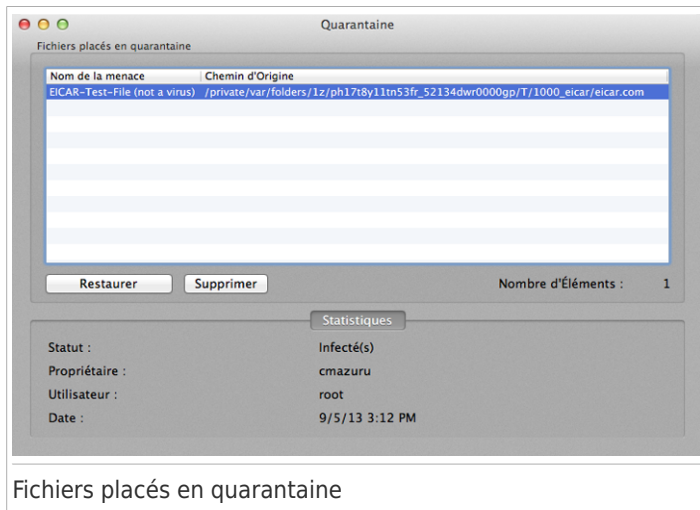 Quarantaine
Fichiers placés en quarantaine
Nom de la menace Chemin d'Origine
EICAR-Test-File (not a virus) /private/var/folders/1z/ph17t8y11tn53fr_52134dwr0000gp/T/1000_eicar/eicar.com
Restaurer Supprimer Nombre d'Éléments : 1
Statistiques
Statut : Infecté(s)
Propriétaire : cmazuru
Utilisateur : root
Date : 9/5/13 3:12 PM
Fichiers placés en quarantaine